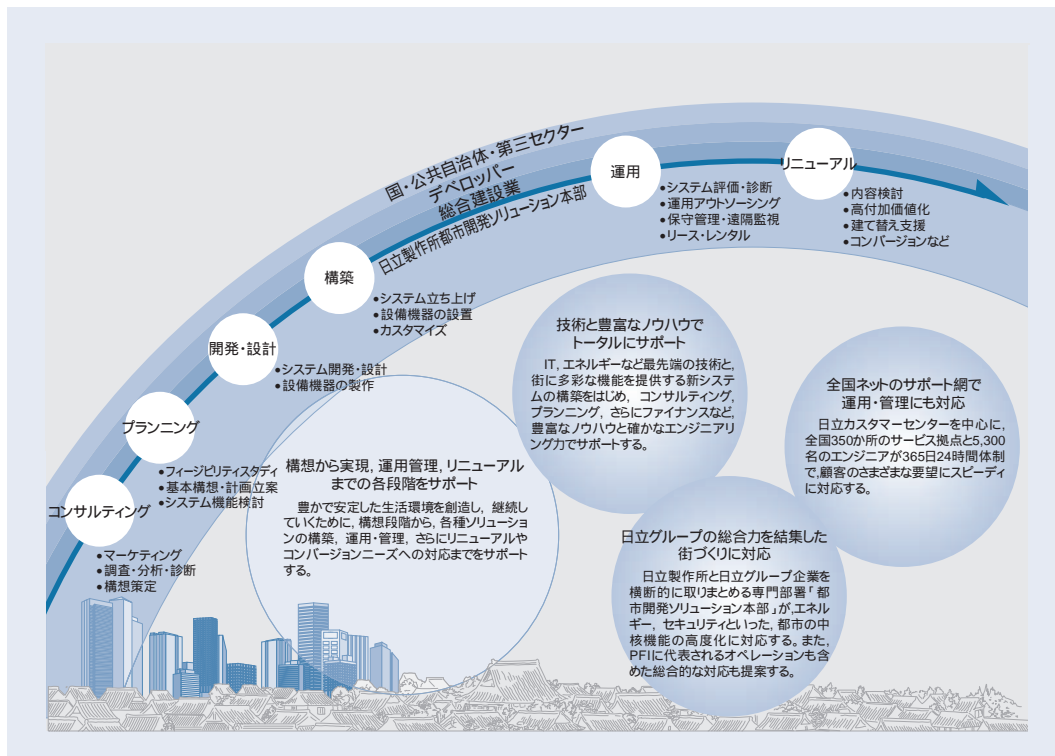 国・公共自治体・第三セクター
デベロッパー
総合建設業
日立製作所都市開発ソリューション本部
コンサルティング
•マーケティング
•調査・分析・診断
•構想策定
プランニング
•フィージビリティスタディ
•基本構想・計画立案
•システム機能検討
開発・設計
•システム開発・設計
•設備機器の製作
構築
•システム立ち上げ
•設備機器の設置
•カスタマイズ
運用
•システム評価・診断
•運用アウトソーシング
•保守管理・遠隔監視
•リース・レンタル
リニューアル
•内容検討
•高付加価値化
•建て替え支援
•コンバージョンなど
構想から実現，運用管理，リニューアル
までの各段階をサポート
豊かで安定した生活環境を創造し，継続し
ていくために，構想段階から，各種ソリューショ
ンの構築，運用・管理，さらにリニューアルや
コンバージョンニーズへの対応までをサポート
する。
技術と豊富なノウハウで
トータルにサポート
IT，エネルギーなど最先端の技術と，
街に多彩な機能を提供する新システ
ムの構築をはじめ，コンサルティング，
プランニング，さらにファイナンスなど，
豊富なノウハウと確かなエンジニアリ
ング力でサポートする。
全国ネットのサポート網で
運用・管理にも対応
日立カスタマーセンターを中心に，
全国350か所のサービス拠点と5,300
名のエンジニアが365日24時間体制
で，顧客のさまざまな要望にスピーディ
に対応する。
日立グループの総合力を結集した
街づくりに対応
日立製作所と日立グループ企業を
横断的に取りまとめる専門部署「都
市開発ソリューション本部」が，エネル
ギー，セキュリティといった，都市の中
核機能の高度化に対応する。また，
PFIに代表されるオペレーションも含
めた総合的な対応も提案する。